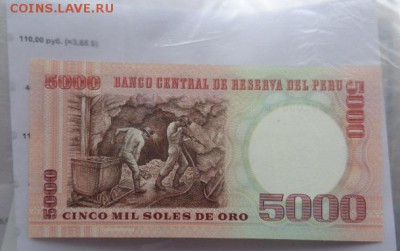 COINS.LAVE.RU
110,00 руб.
5000 BANCO CENTRAL DE RESERVA DEL PERU 5000
5000
CINCO MIL SOLES DE ORO 5000